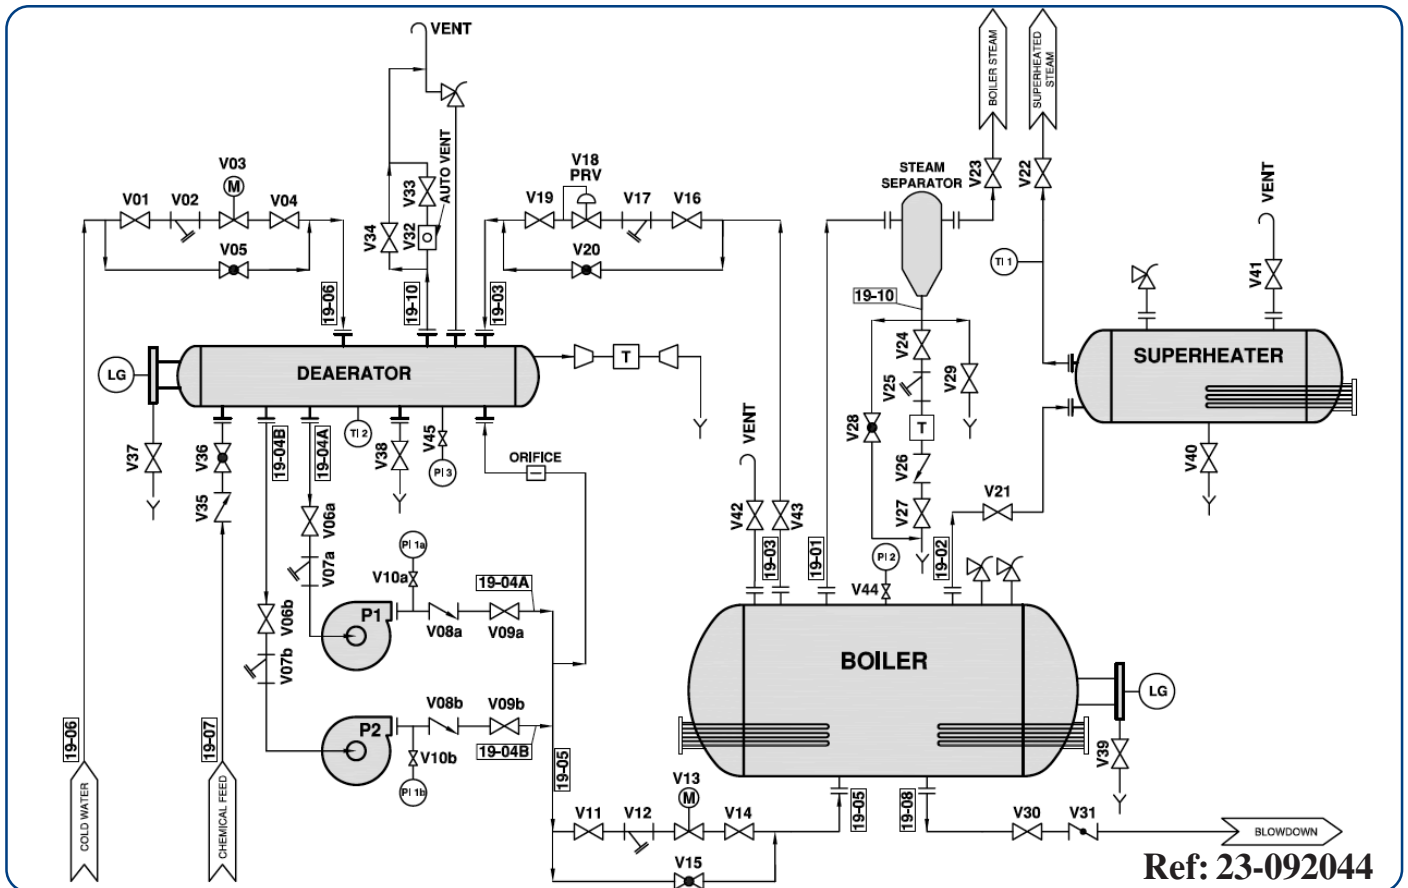 VENT
BOILER STEAM
SUPERHEATED
STEAM
AUTO VENT
V03
M
V01
V02
V04
V05
V33
V34
V32
V18
PRV
V19
V17
V16
V20
STEAM
SEPARATOR
V23
V22
VENT
V41
TI 1
19-06
19-10
19-03
19-10
V24
V25
V29
V28
T
V26
V27
SUPERHEATER
V40
LG
DEAERATOR
T
V37
V36
V35
19-04B
19-04A
TI 2
V38
V45
PI 3
ORIFICE
VENT
V42
V43
V21
V06a
V07a
PI 1a
V10a
19-04A
P1
V08a
V09a
19-03
19-01
PI 2
V44
19-02
V06b
V07b
V08b
V09b
P2
V10b
19-04B
PI 1b
BOILER
LG
V39
19-06
19-07
19-05
COLD WATER
CHEMICAL FEED
V13
M
V11
V12
V14
V15
19-05
19-08
V30
V31
BLOWDOWN
Ref: 23-092044